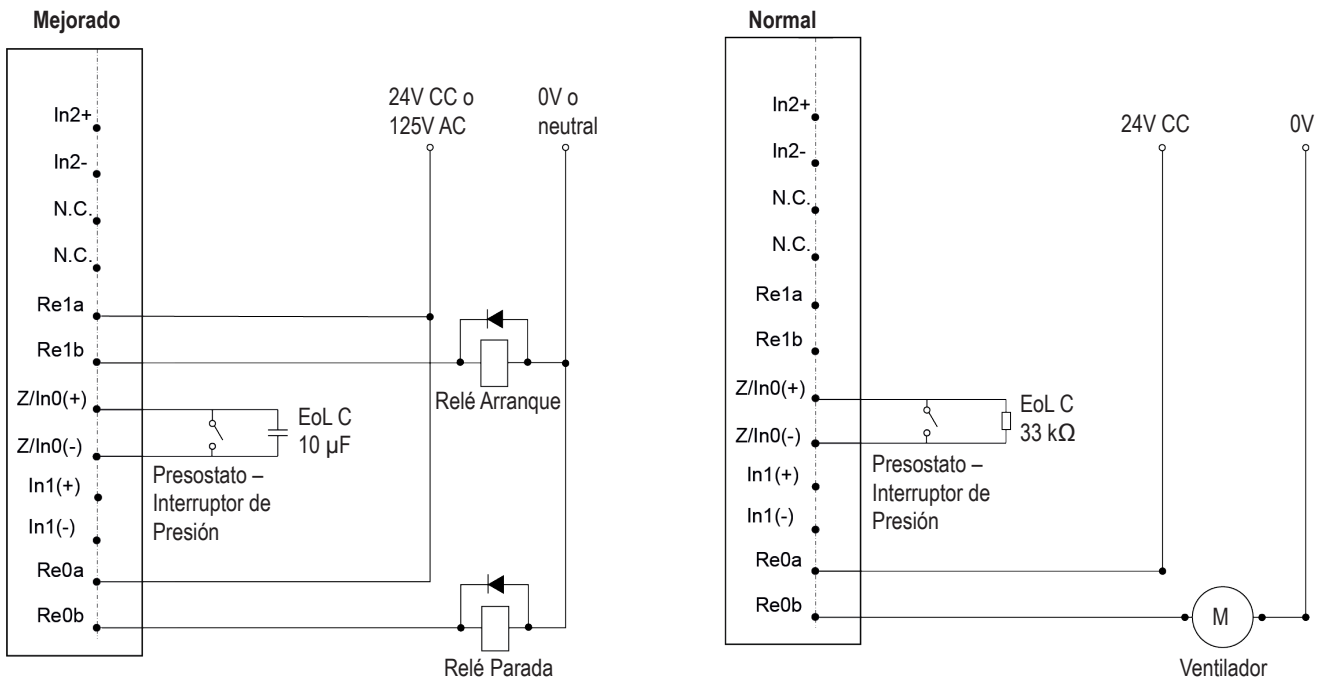 Mejorado
In2+
In2-
N.C.
N.C.
Re1a
Re1b
Z/In0(+)
Z/In0(-)
In1(+)
In1(-)
Re0a
Re0b
24V CC o
125V AC
0V o
neutral
Relé Arranque
EoL C
10 µF
Presostato –
Interruptor de
Presión
Relé Parada
Normal
In2+
In2-
N.C.
N.C.
Re1a
Re1b
Z/In0(+)
Z/In0(-)
In1(+)
In1(-)
Re0a
Re0b
24V CC
0V
EoL C
33 kΩ
Presostato –
Interruptor de
Presión
M
Ventilador